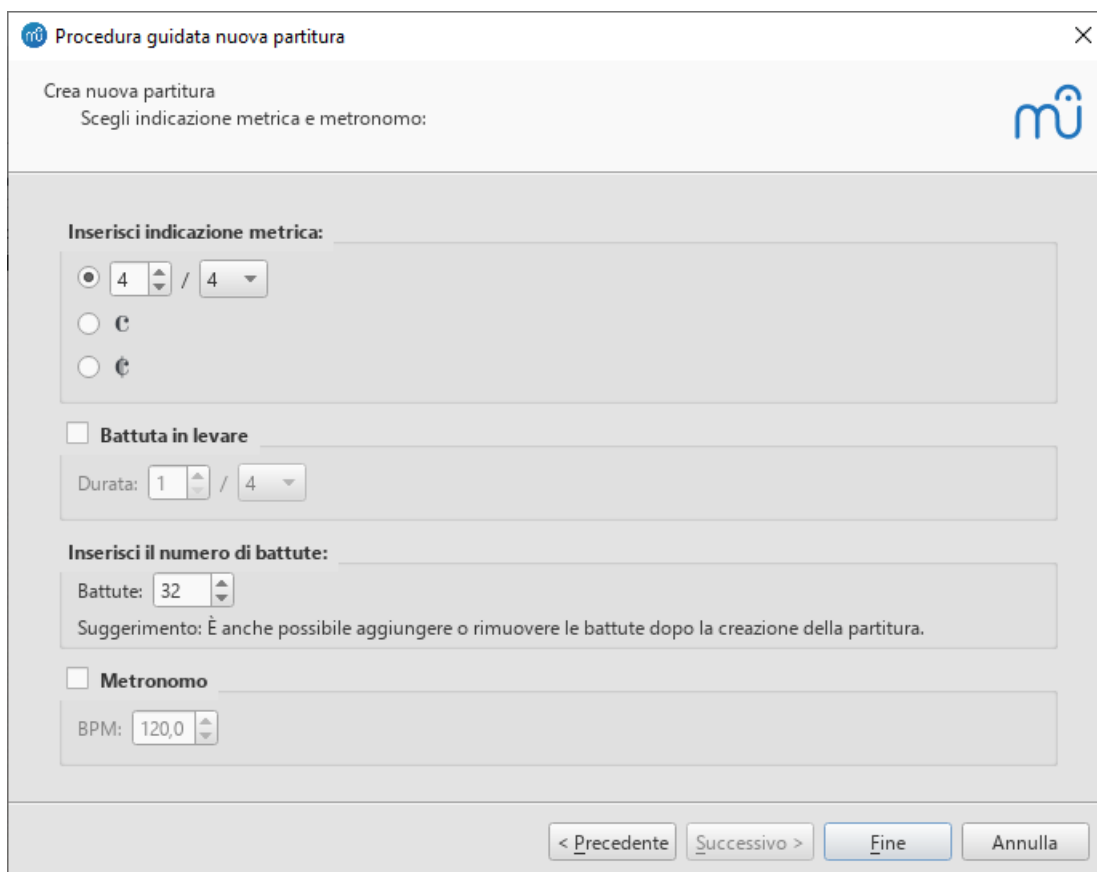 Procedura guidata nuova partitura
Crea nuova partitura
Scegli indicazione metrica e metronomo:
Inserisci indicazione metrica:
4 / 4
𝄴
𝄵
Battuta in levare
Durata: 1 / 4
Inserisci il numero di battute:
Battute: 32
Suggerimento: È anche possibile aggiungere o rimuovere le battute dopo la creazione della partitura.
Metronomo
BPM: 120,0
< Precedente Successivo > Fine Annulla